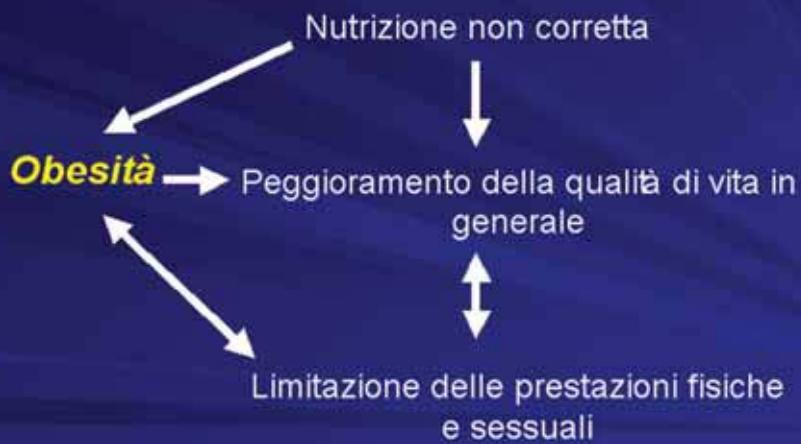 Nutrizione non corretta
Obesità
Peggioramento della qualità di vita in
generale
Limitazione delle prestazioni fisiche
e sessuali